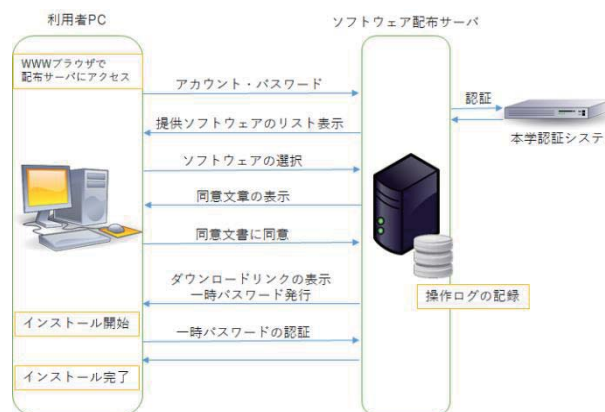 利用者PC
ソフトウェア配布サーバ
WWWブラウザで
配布サーバにアクセス
アカウント・パスワード
認証
提供ソフトウェアのリスト表示
本学認証システ
ソフトウェアの選択
同意文章の表示
同意文書に同意
ダウンロードリンクの表示
一時パスワード発行
操作ログの記録
インストール開始
一時パスワードの認証
インストール完了